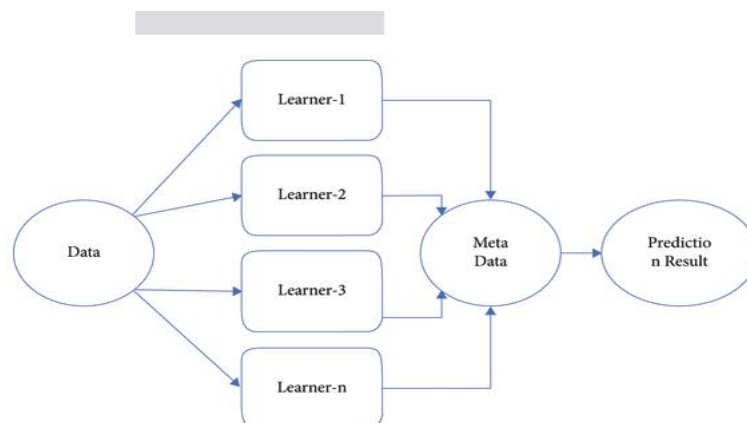 Learner-1
Learner-2
Data
Learner-3
Learner-n
Meta
Data
Predictio
n Result